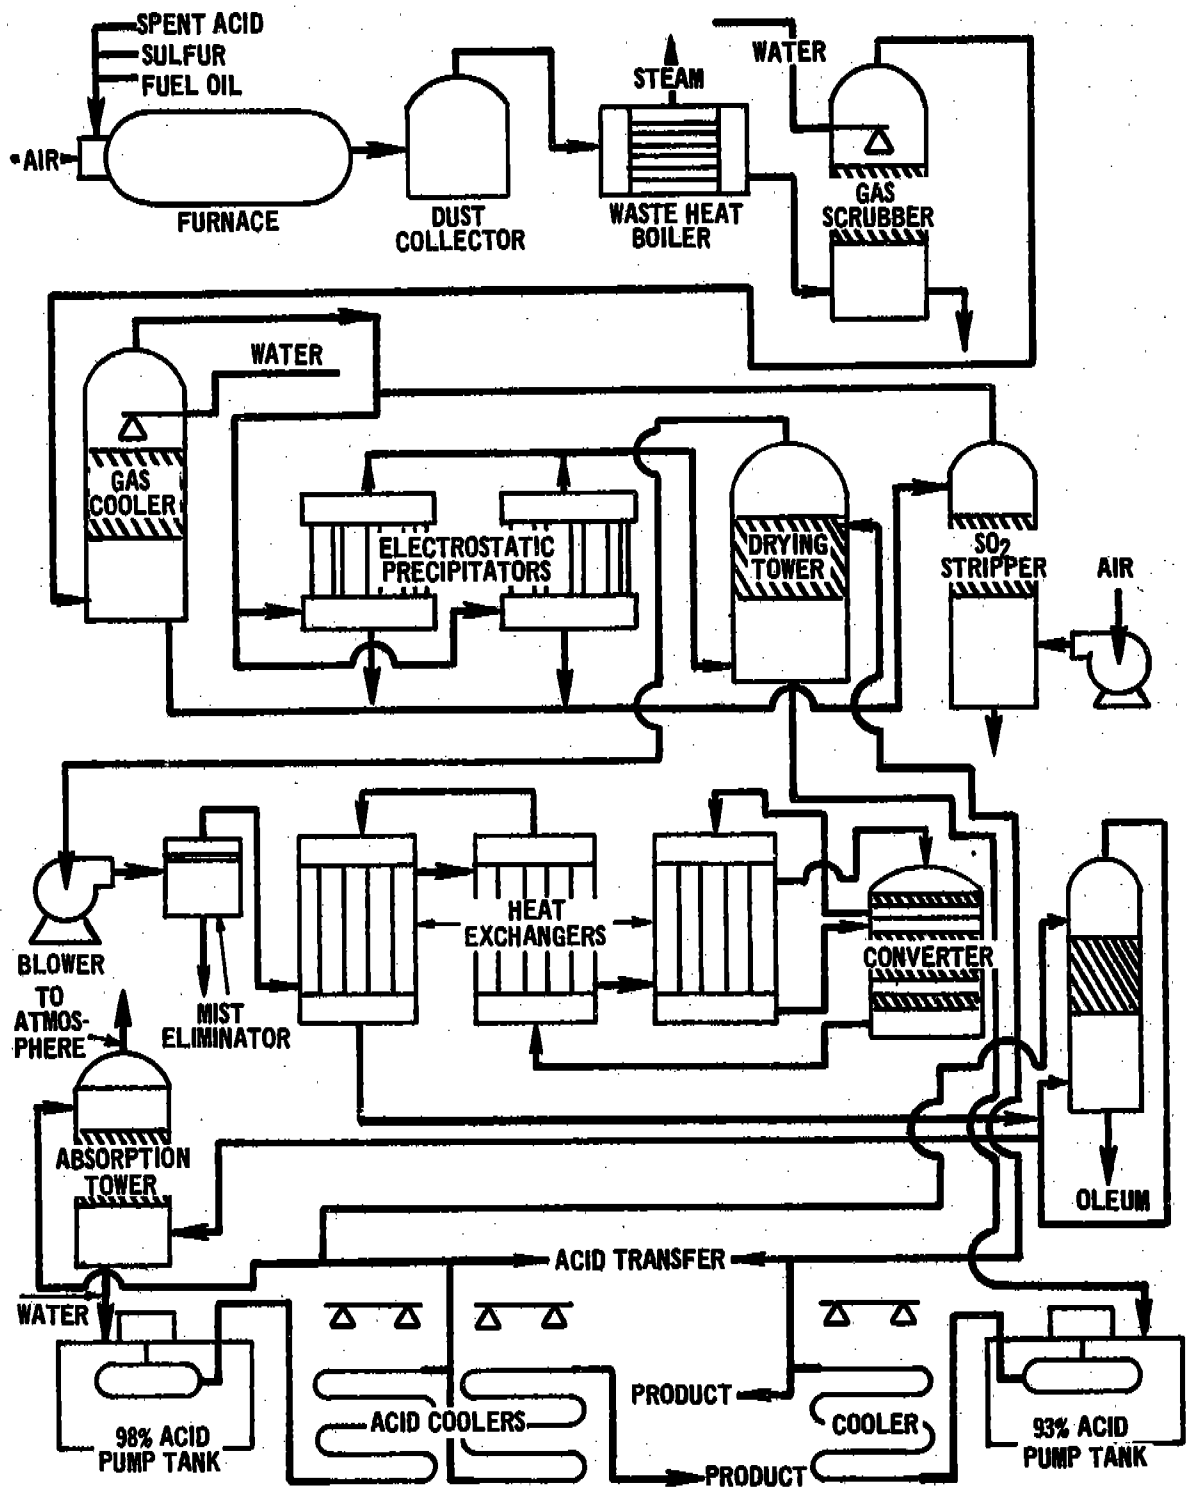 SPENT ACID
SULFUR
FUEL OIL
AIR
FURNACE
DUST
COLLECTOR
STEAM
WASTE HEAT
BOILER
WATER
GAS
SCRUBBER
WATER
GAS
COOLER
ELECTROSTATIC
PRECIPITATORS
DRYING
TOWER
SO2
STRIPPER
AIR
BLOWER
MIST
ELIMINATOR
HEAT
EXCHANGERS
CONVERTER
TO
ATMOS-
PHERE
ABSORPTION
TOWER
OLEUM
ACID TRANSFER
WATER
98% ACID
PUMP TANK
ACID COOLERS
PRODUCT
COOLER
PRODUCT
93% ACID
PUMP TANK